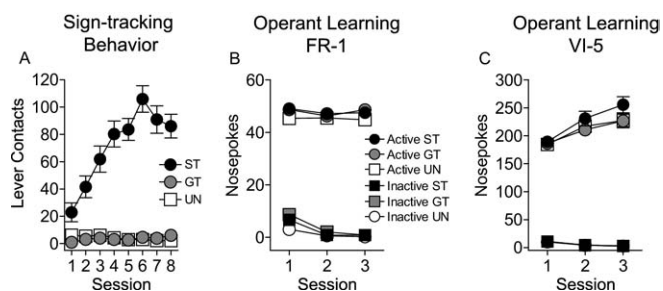 Sign-tracking
Behavior
Operant Learning
FR-1
Operant Learning
VI-5
A
Lever Contacts
120
100
80
60
40
20
0
1 2 3 4 5 6 7 8
Session
ST
GT
UN
B
Nosepokes
60
40
20
0
1 2 3
Session
Active ST
Active GT
Active UN
Inactive ST
Inactive GT
Inactive UN
C
Nosepokes
300
250
200
150
100
50
0
1 2 3
Session